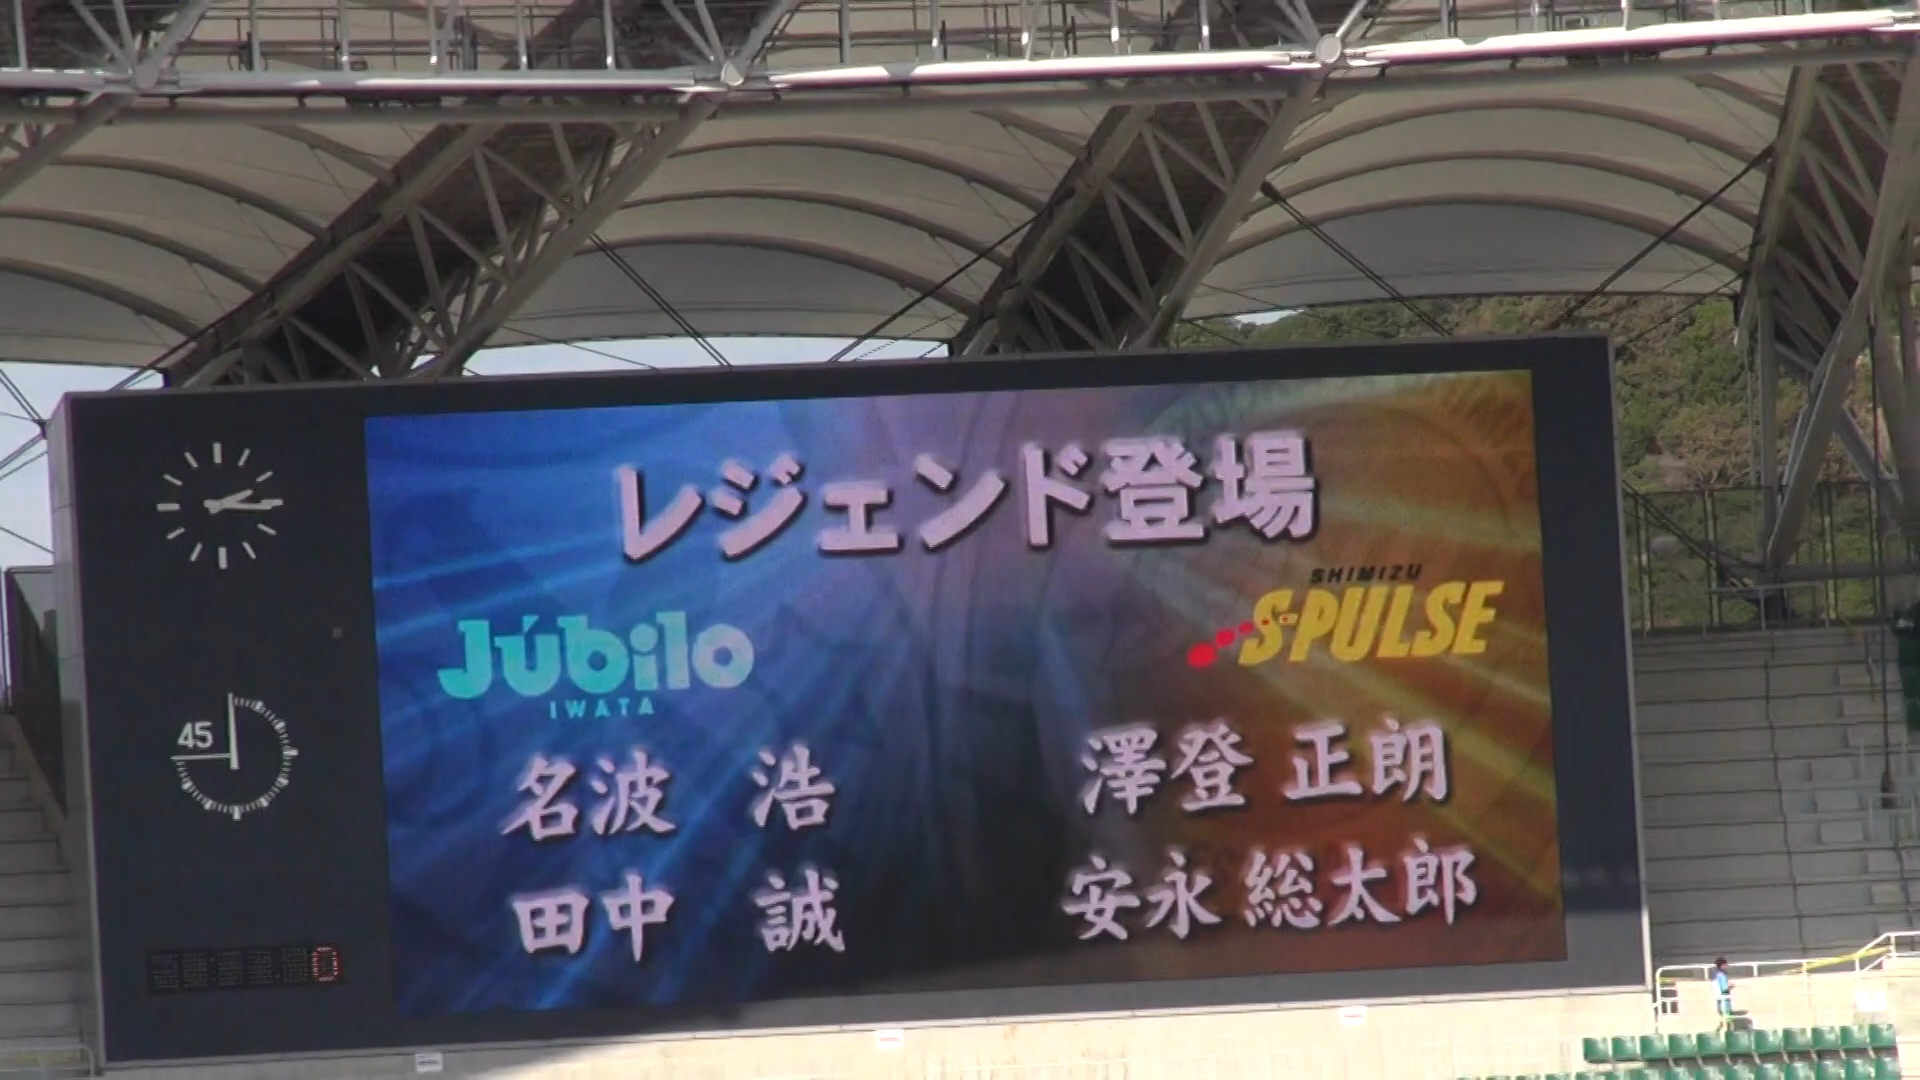 レジェンド登場
Júbilo
IWATA
SHIMIZU
S-PULSE
45
名波 浩
澤登 正朗
田中 誠
安永 総太郎